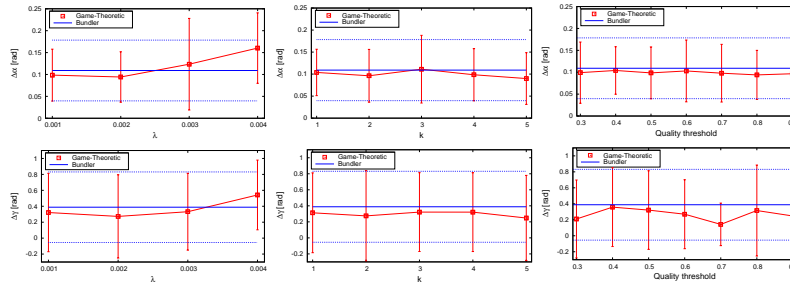 Game-Theoretic
Bundler
Δα [rad]
0.25
0.2
0.15
0.1
0.05
0
0.001
0.002
0.003
0.004
λ
Game-Theoretic
Bundler
Δα [rad]
0.25
0.2
0.15
0.1
0.05
0
1
2
3
4
5
k
Game-Theoretic
Bundler
Δα [rad]
0.25
0.2
0.15
0.1
0.05
0
0.3
0.4
0.5
0.6
0.7
0.8
Quality threshold
Game-Theoretic
Bundler
Δγ [rad]
1
0.8
0.6
0.4
0.2
0
-0.2
0.001
0.002
0.003
0.004
λ
Game-Theoretic
Bundler
Δγ [rad]
1
0.8
0.6
0.4
0.2
0
-0.2
1
2
3
4
5
k
Game-Theoretic
Bundler
Δγ [rad]
1
0.8
0.6
0.4
0.2
0
-0.2
0.3
0.4
0.5
0.6
0.7
0.8
Quality threshold